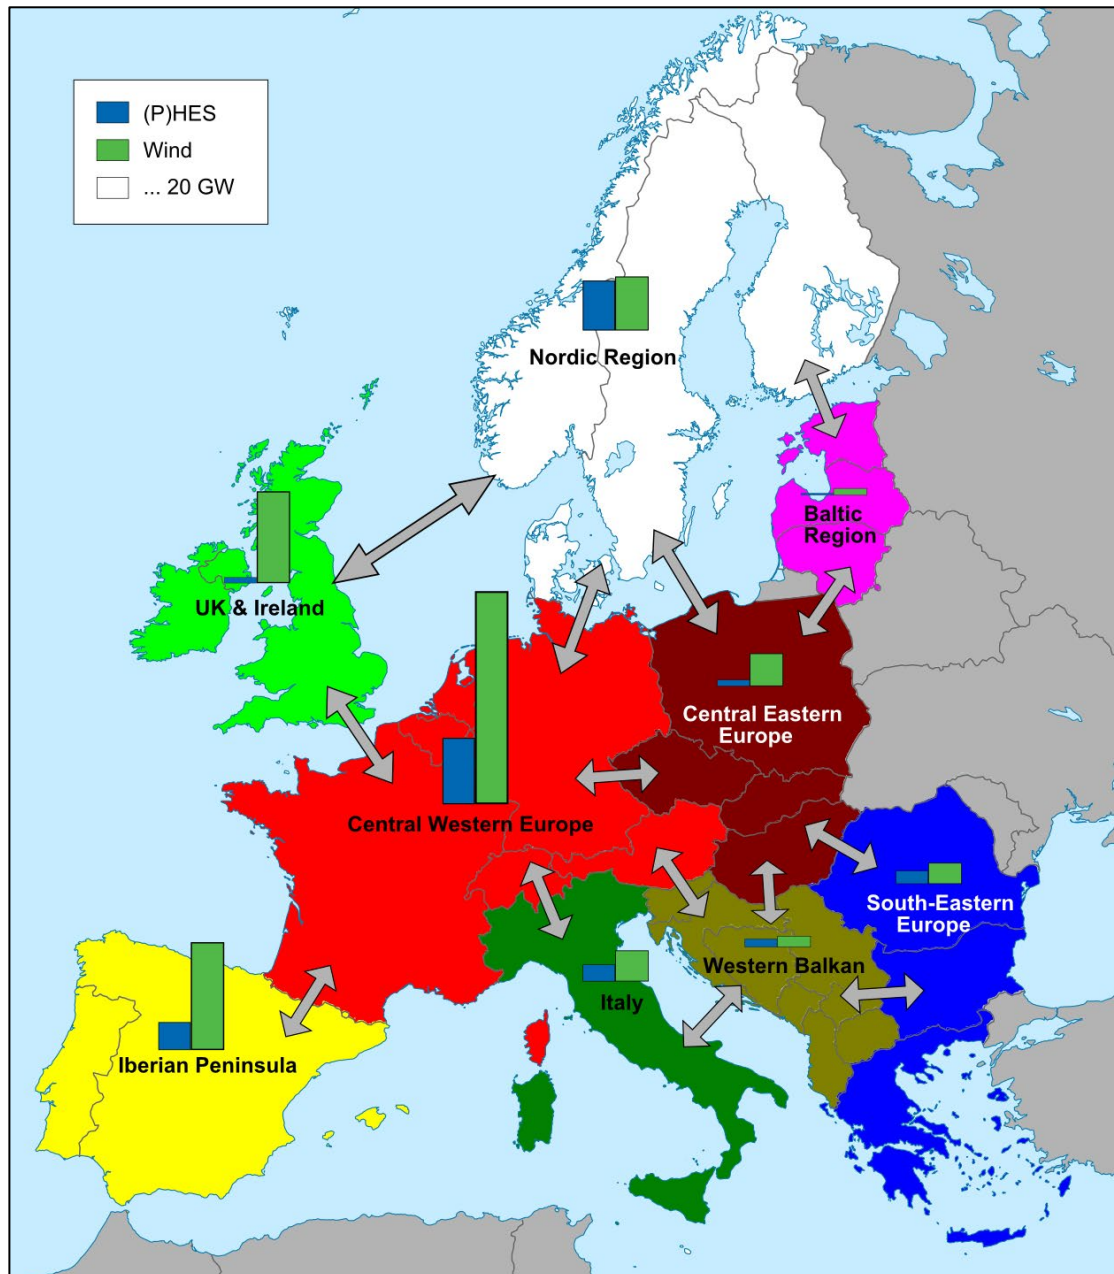 (P)HES
Wind
... 20 GW
Nordic Region
Baltic
Region
UK & Ireland
Central Eastern
Europe
Central Western Europe
South-Eastern
Europe
Western Balkan
Italy
Iberian Peninsula